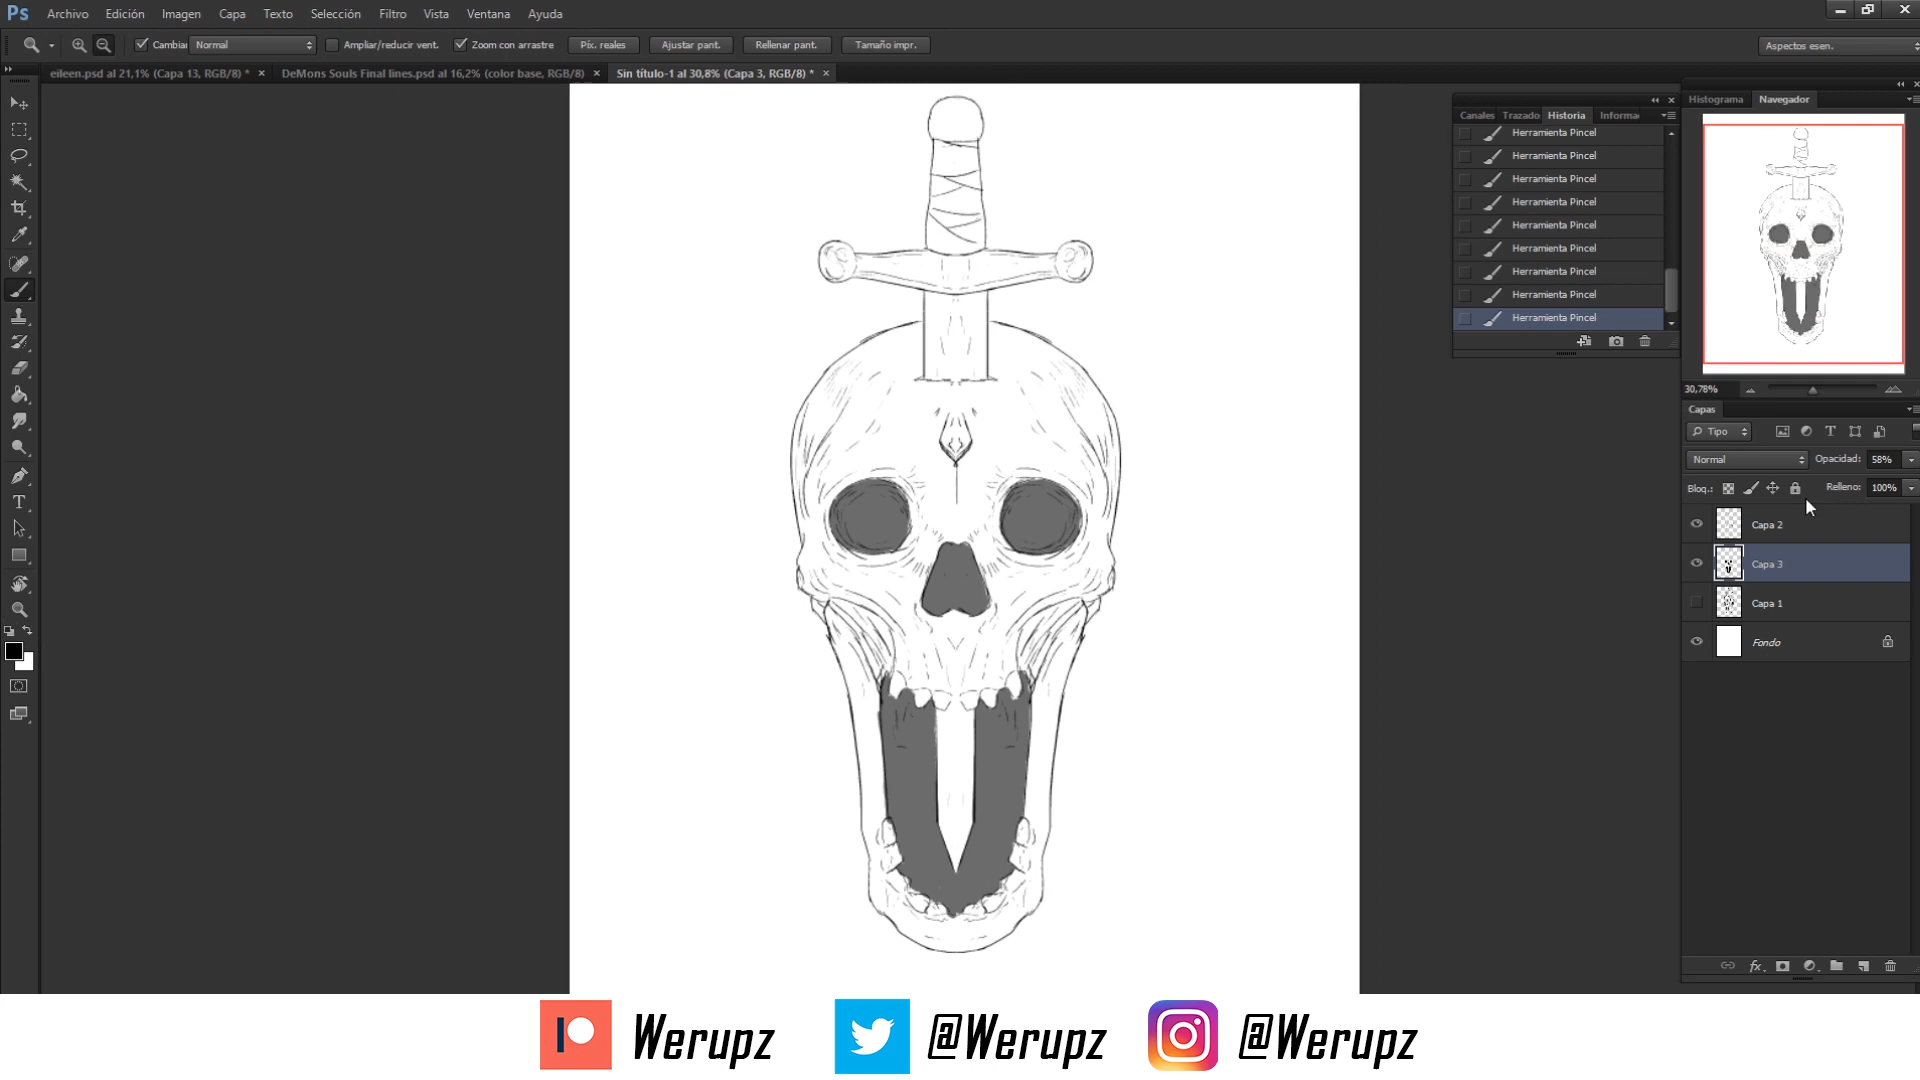 Ps Archivo Edición Imagen Capa Texto Selección Filtro Vista Ventana Ayuda
Cambiar Normal Ampliar/reducir vent. Zoom con arrastre Píx. reales Ajustar pant. Rellenar pant. Tamaño impr. Aspectos esen.
eileen.psd al 21,1% (Capa 13, RGB/8) * × DeMons Souls Final lines.psd al 16,2% (color base, RGB/8) × Sin título-1 al 30,8% (Capa 3, RGB/8) * ×
Histograma Navegador
Canales Trazado Historia Informa
Herramienta Pincel
Herramienta Pincel
Herramienta Pincel
Herramienta Pincel
Herramienta Pincel
Herramienta Pincel
Herramienta Pincel
Herramienta Pincel
Herramienta Pincel
30,78%
Capas
Tipo
Normal Opacidad: 58%
Bloq.: Relleno: 100%
Capa 2
Capa 3
Capa 1
Fondo
Werupz @Werupz @Werupz